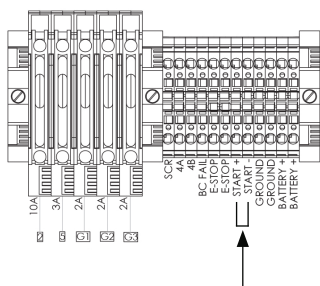 10A
3A
2A
2A
2A
S
G1
G2
G3
SCR
4A
4B
BC FAIL
E-STOP
E-STOP
START +
START -
GROUND
GROUND
BATTERY +
BATTERY +